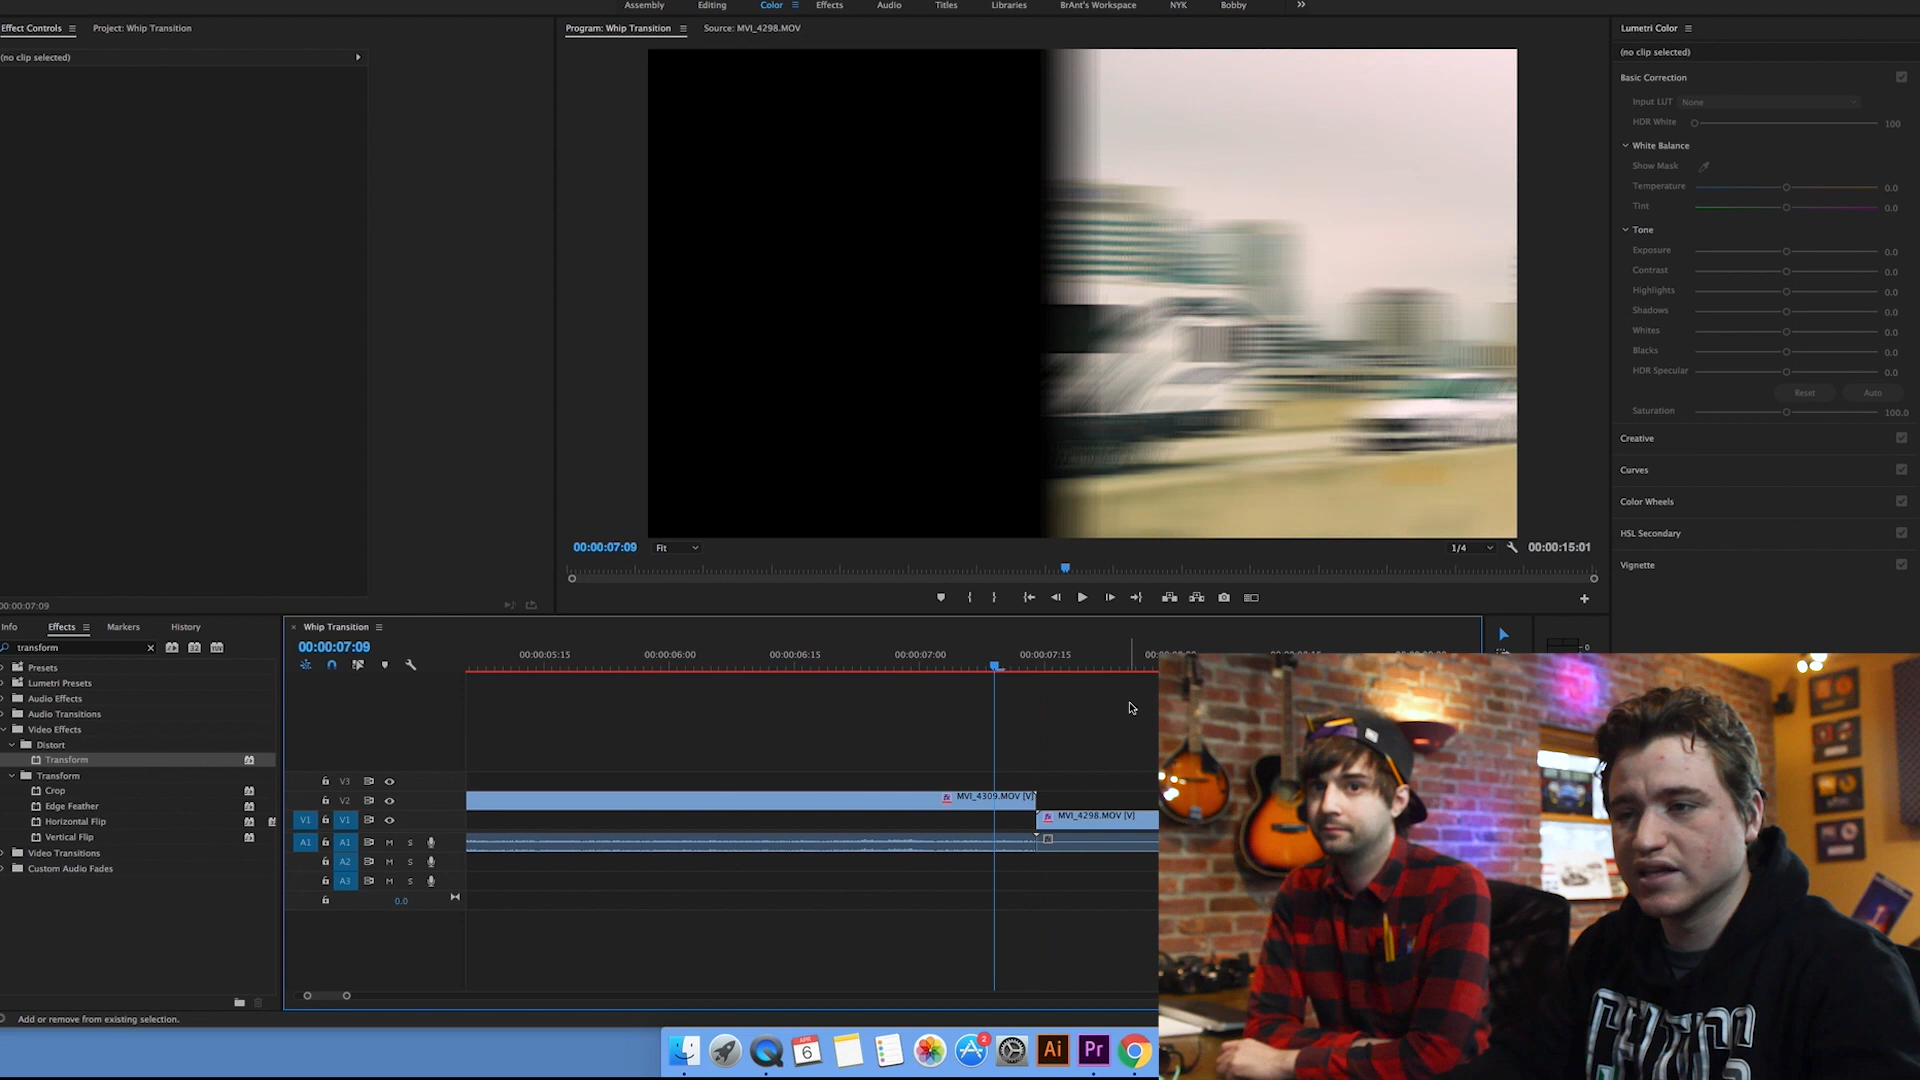 Assembly Editing Color Effects Audio Titles Libraries BrAnt's Workspace NYK Bobby
Effect Controls Project: Whip Transition
(no clip selected)
00:00:07:09
Program: Whip Transition Source: MVI_4298.MOV
00:00:07:09 Fit 1/4 00:00:15:01
Lumetri Color
(no clip selected)
Basic Correction
Input LUT None
HDR White 100
White Balance
Show Mask
Temperature 0.0
Tint 0.0
Tone
Exposure 0.0
Contrast 0.0
Highlights 0.0
Shadows 0.0
Whites 0.0
Blacks 0.0
HDR Specular 0.0
Reset Auto
Saturation 100.0
Creative
Curves
Color Wheels
HSL Secondary
Vignette
Info Effects Markers History
transform
Presets
Lumetri Presets
Audio Effects
Audio Transitions
Video Effects
Distort
Transform
Transform
Crop
Edge Feather
Horizontal Flip
Vertical Flip
Video Transitions
Custom Audio Fades
Whip Transition
00:00:07:09
00:00:05:15 00:00:06:00 00:00:06:15 00:00:07:00 00:00:07:15
V3
V2 MVI_4309.MOV [V]
V1 V1 MVI_4298.MOV [V]
A1 A1 M S
A2 M S
A3 M S
0.0
0
Add or remove from existing selection.
APR
6
2
Ai
Pr